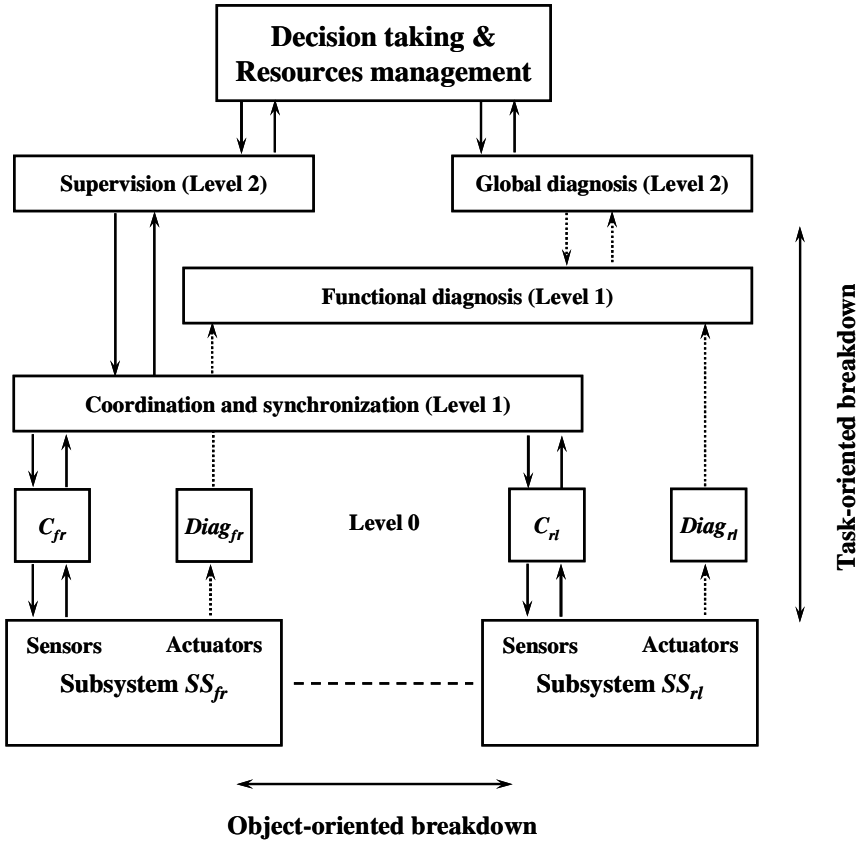 Decision taking &
Resources management
Supervision (Level 2)
Global diagnosis (Level 2)
Functional diagnosis (Level 1)
Coordination and synchronization (Level 1)
C_fr
Diag_fr
Level 0
C_rl
Diag_rl
Sensors
Actuators
Subsystem SS_fr
Sensors
Actuators
Subsystem SS_rl
Task-oriented breakdown
Object-oriented breakdown